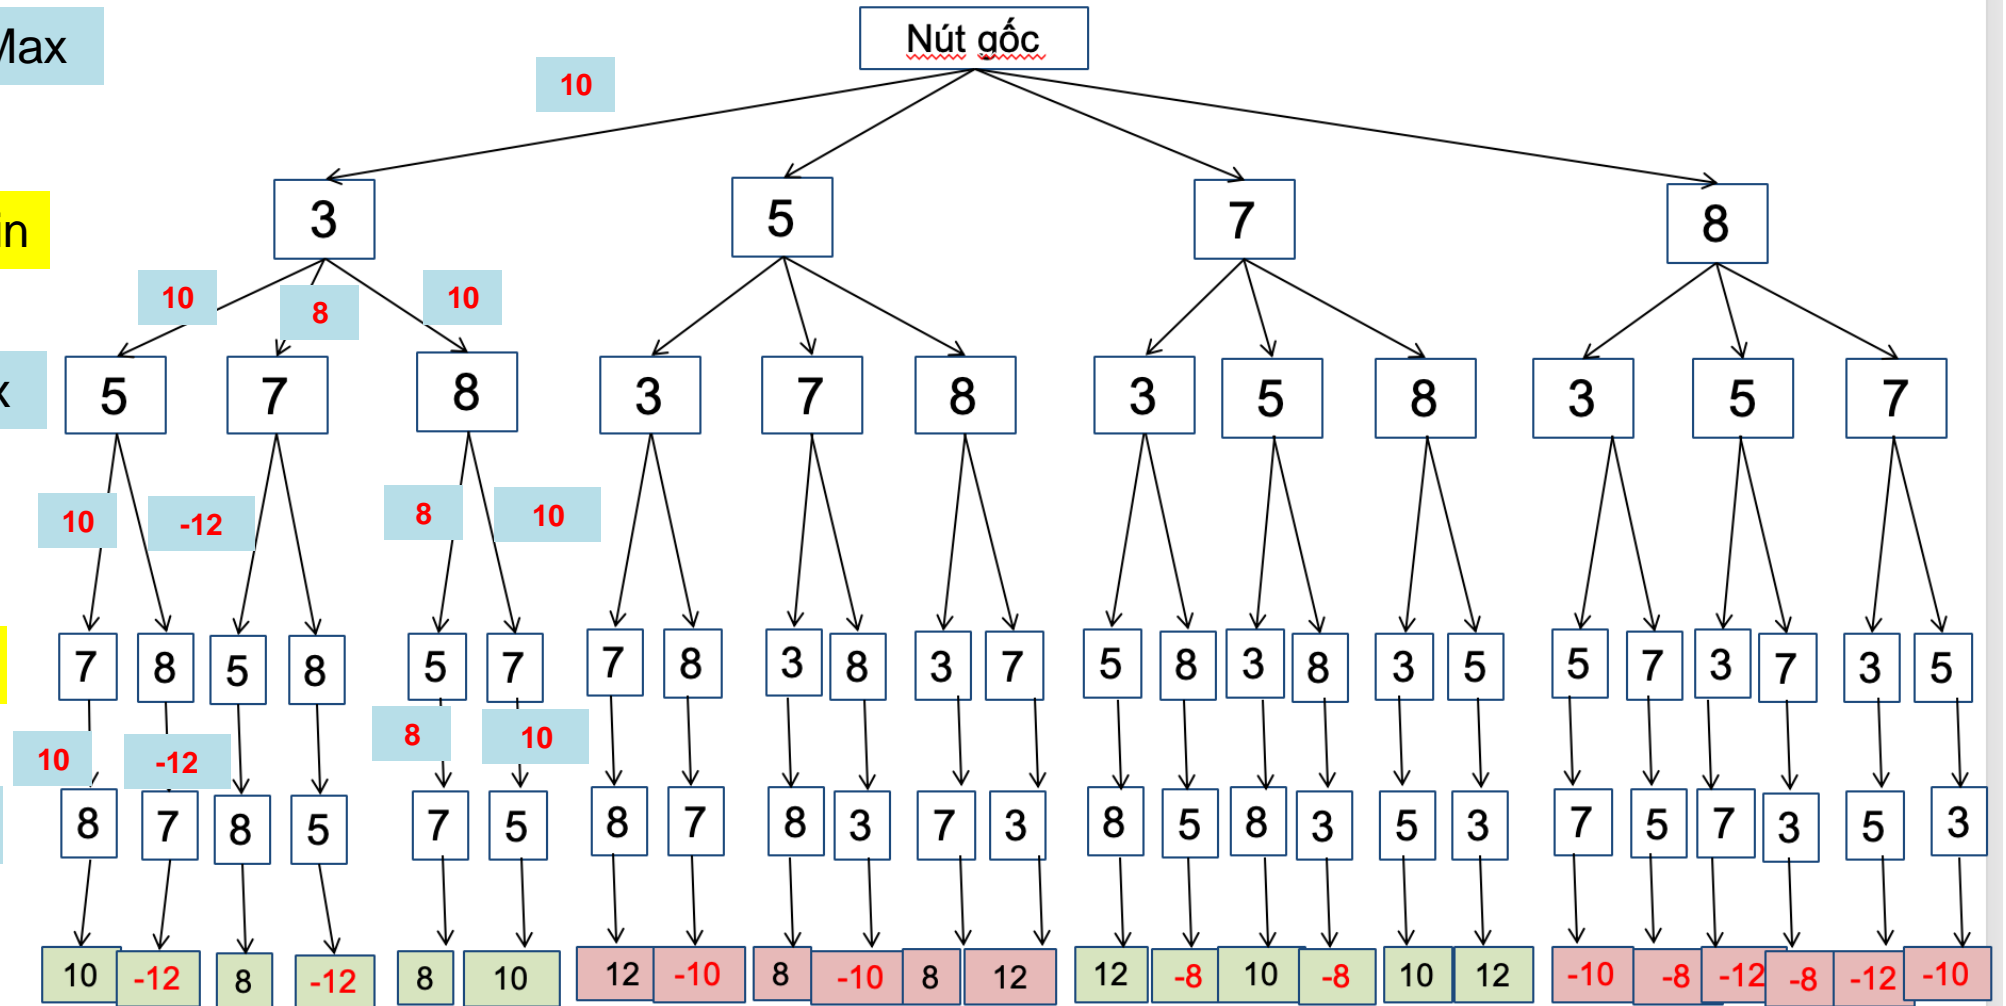 Max
Nút gốc
10
in
3 5 7 8
10 8 10
x
5 7 8 3 7 8 3 5 8 3 5 7
10 -12 8 10
7 8 5 8 5 7 7 8 3 8 3 7 5 8 3 8 3 5 5 7 3 7 3 5
10 -12 8 10
8 7 8 5 7 5 8 7 8 3 7 3 8 5 8 3 5 3 7 5 7 3 5 3
10 -12 8 -12 8 10 12 -10 8 -10 8 12 12 -8 10 -8 10 12 -10 -8 -12 -8 -12 -10